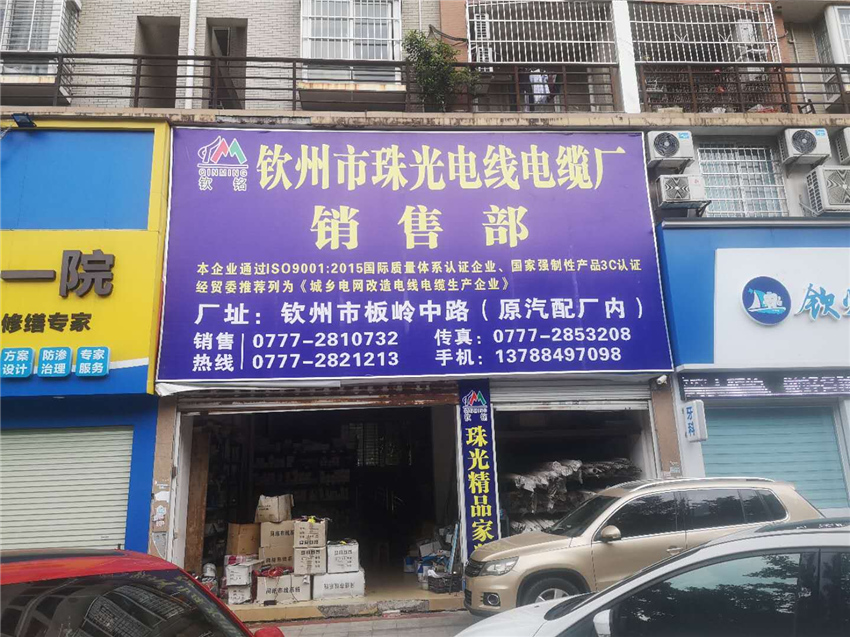 钦州市珠光电线电缆厂
QINMING
钦 铭
销售部
本企业通过ISO9001:2015国际质量体系认证企业、国家强制性产品3C认证
经贸委推荐列为《城乡电网改造电线电缆生产企业》
厂址：钦州市板岭中路（原汽配厂内）
销售 0777-2810732 传真：0777-2853208
热线 0777-2821213 手机：13788497098
一院
修缮专家
方案设计
防渗治理
专家服务
钦州
牙科
钦铭
珠光精品家